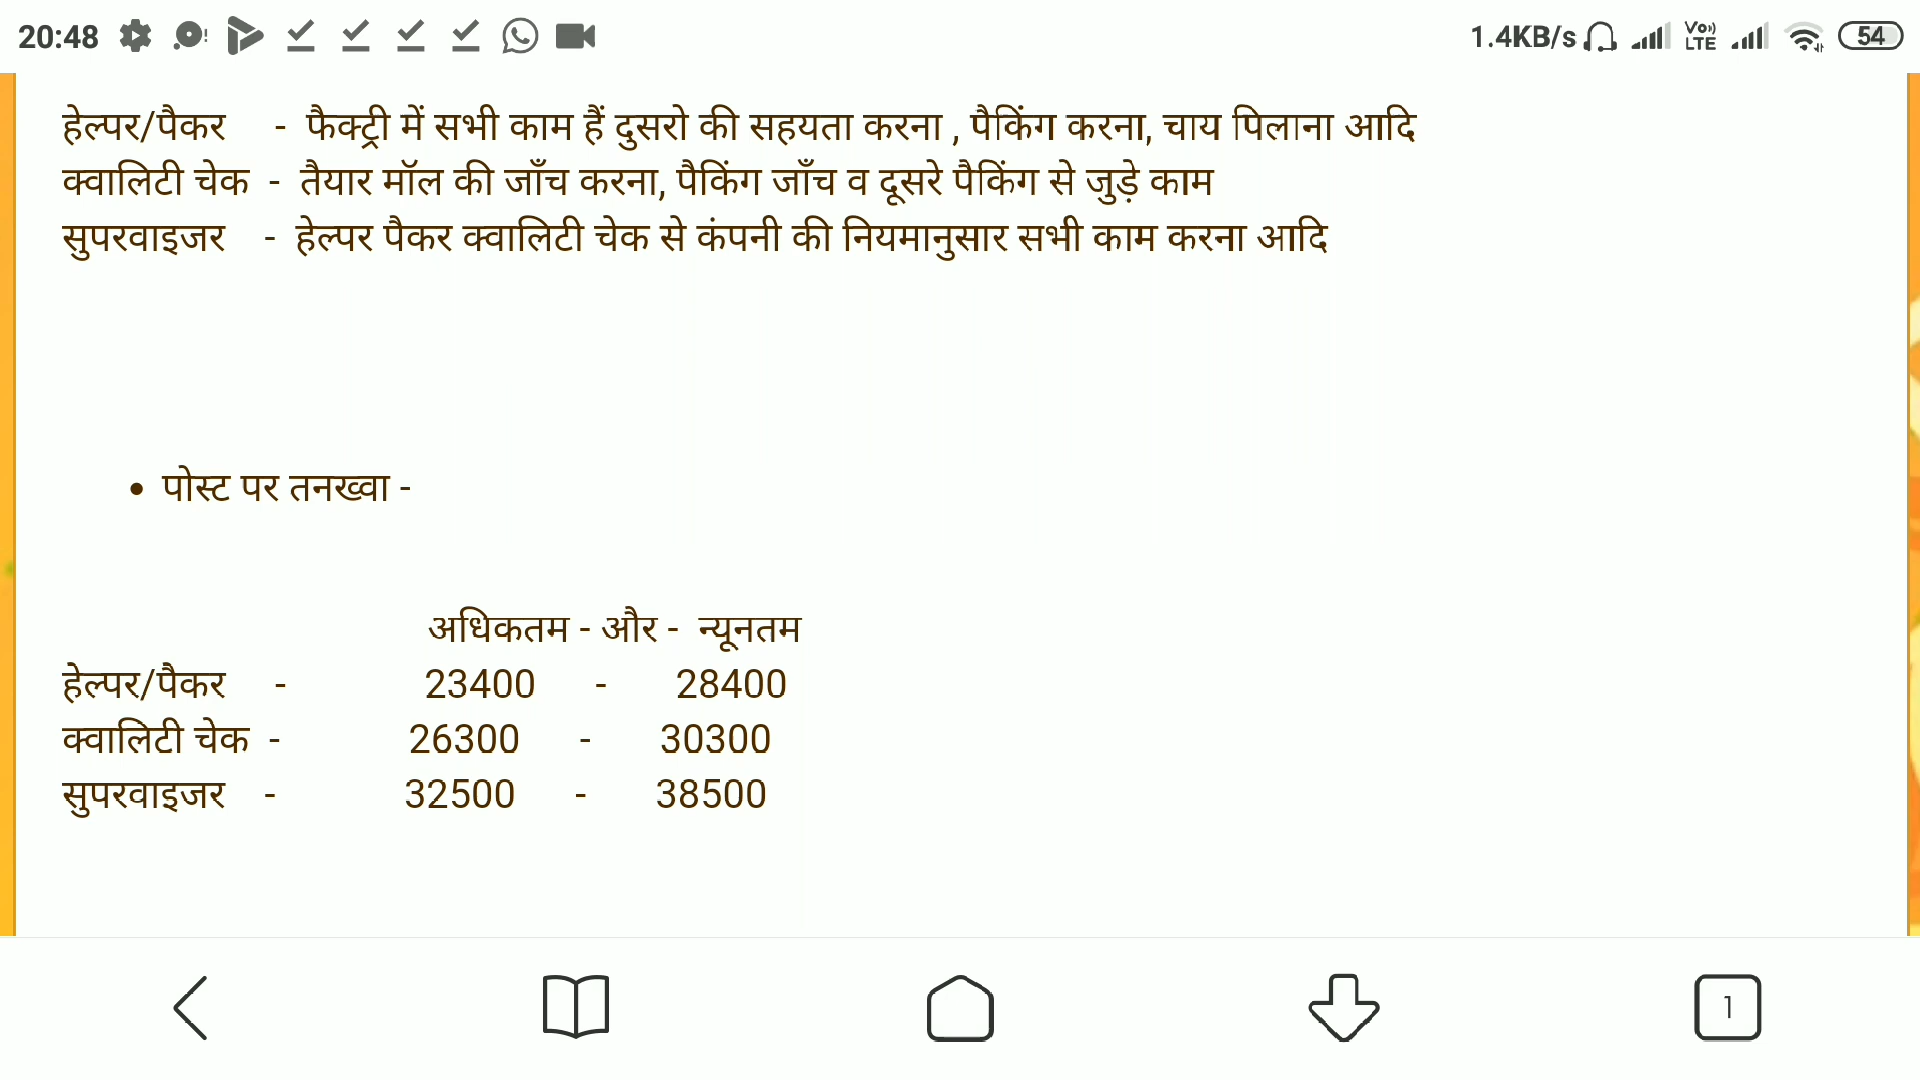 20:48 1.4KB/s Vo) LTE 54
हेल्पर/पैकर - फैक्ट्री में सभी काम हैं दुसरो की सहयता करना , पैकिंग करना, चाय पिलाना आदि
क्वालिटी चेक - तैयार मॉल की जाँच करना, पैकिंग जाँच व दूसरे पैकिंग से जुड़े काम
सुपरवाइजर - हेल्पर पैकर क्वालिटी चेक से कंपनी की नियमानुसार सभी काम करना आदि
• पोस्ट पर तनख्वा -
अधिकतम - और - न्यूनतम
हेल्पर/पैकर - 23400 - 28400
क्वालिटी चेक - 26300 - 30300
सुपरवाइजर - 32500 - 38500
1